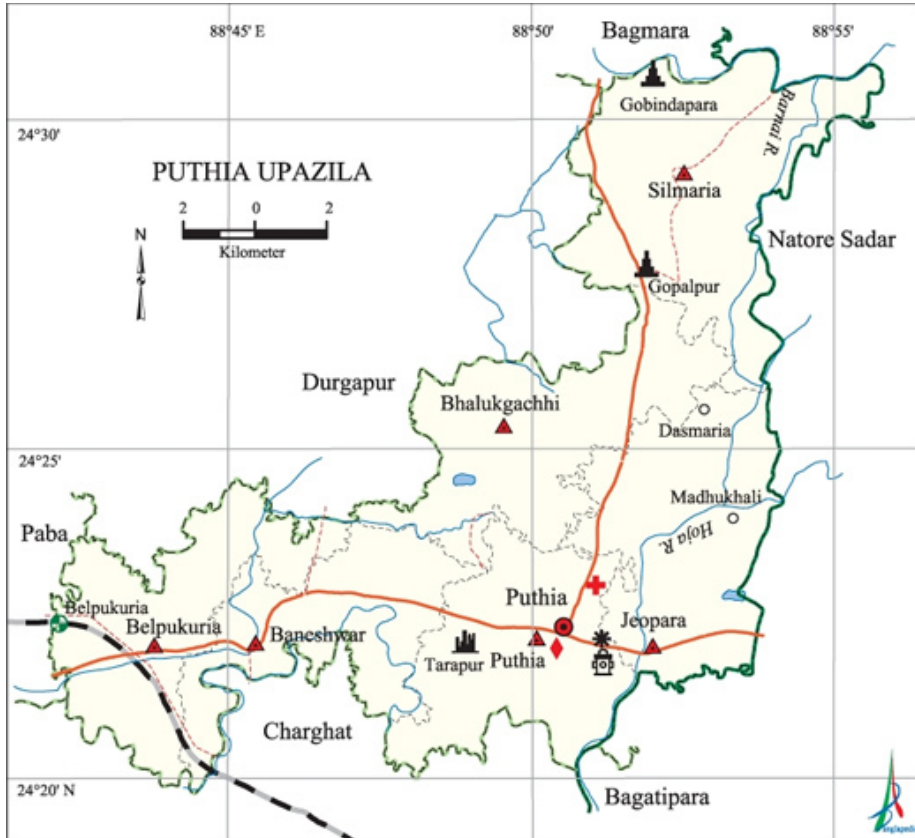 88°45' E
88°50'
88°55'
Bagmara
Gobindapara
24°30'
Barnai R.
PUTHIA UPAZILA
Silmaria
2 0 2
Kilometer
N
Natore Sadar
Gopalpur
Durgapur
Bhalukgachhi
Dasmaria
24°25'
Madhukhali
Paba
Hoja R.
Belpukuria
Puthia
Belpukuria
Baneshwar
Jeopara
Tarapur
Puthia
Charghat
24°20' N
Bagatipara